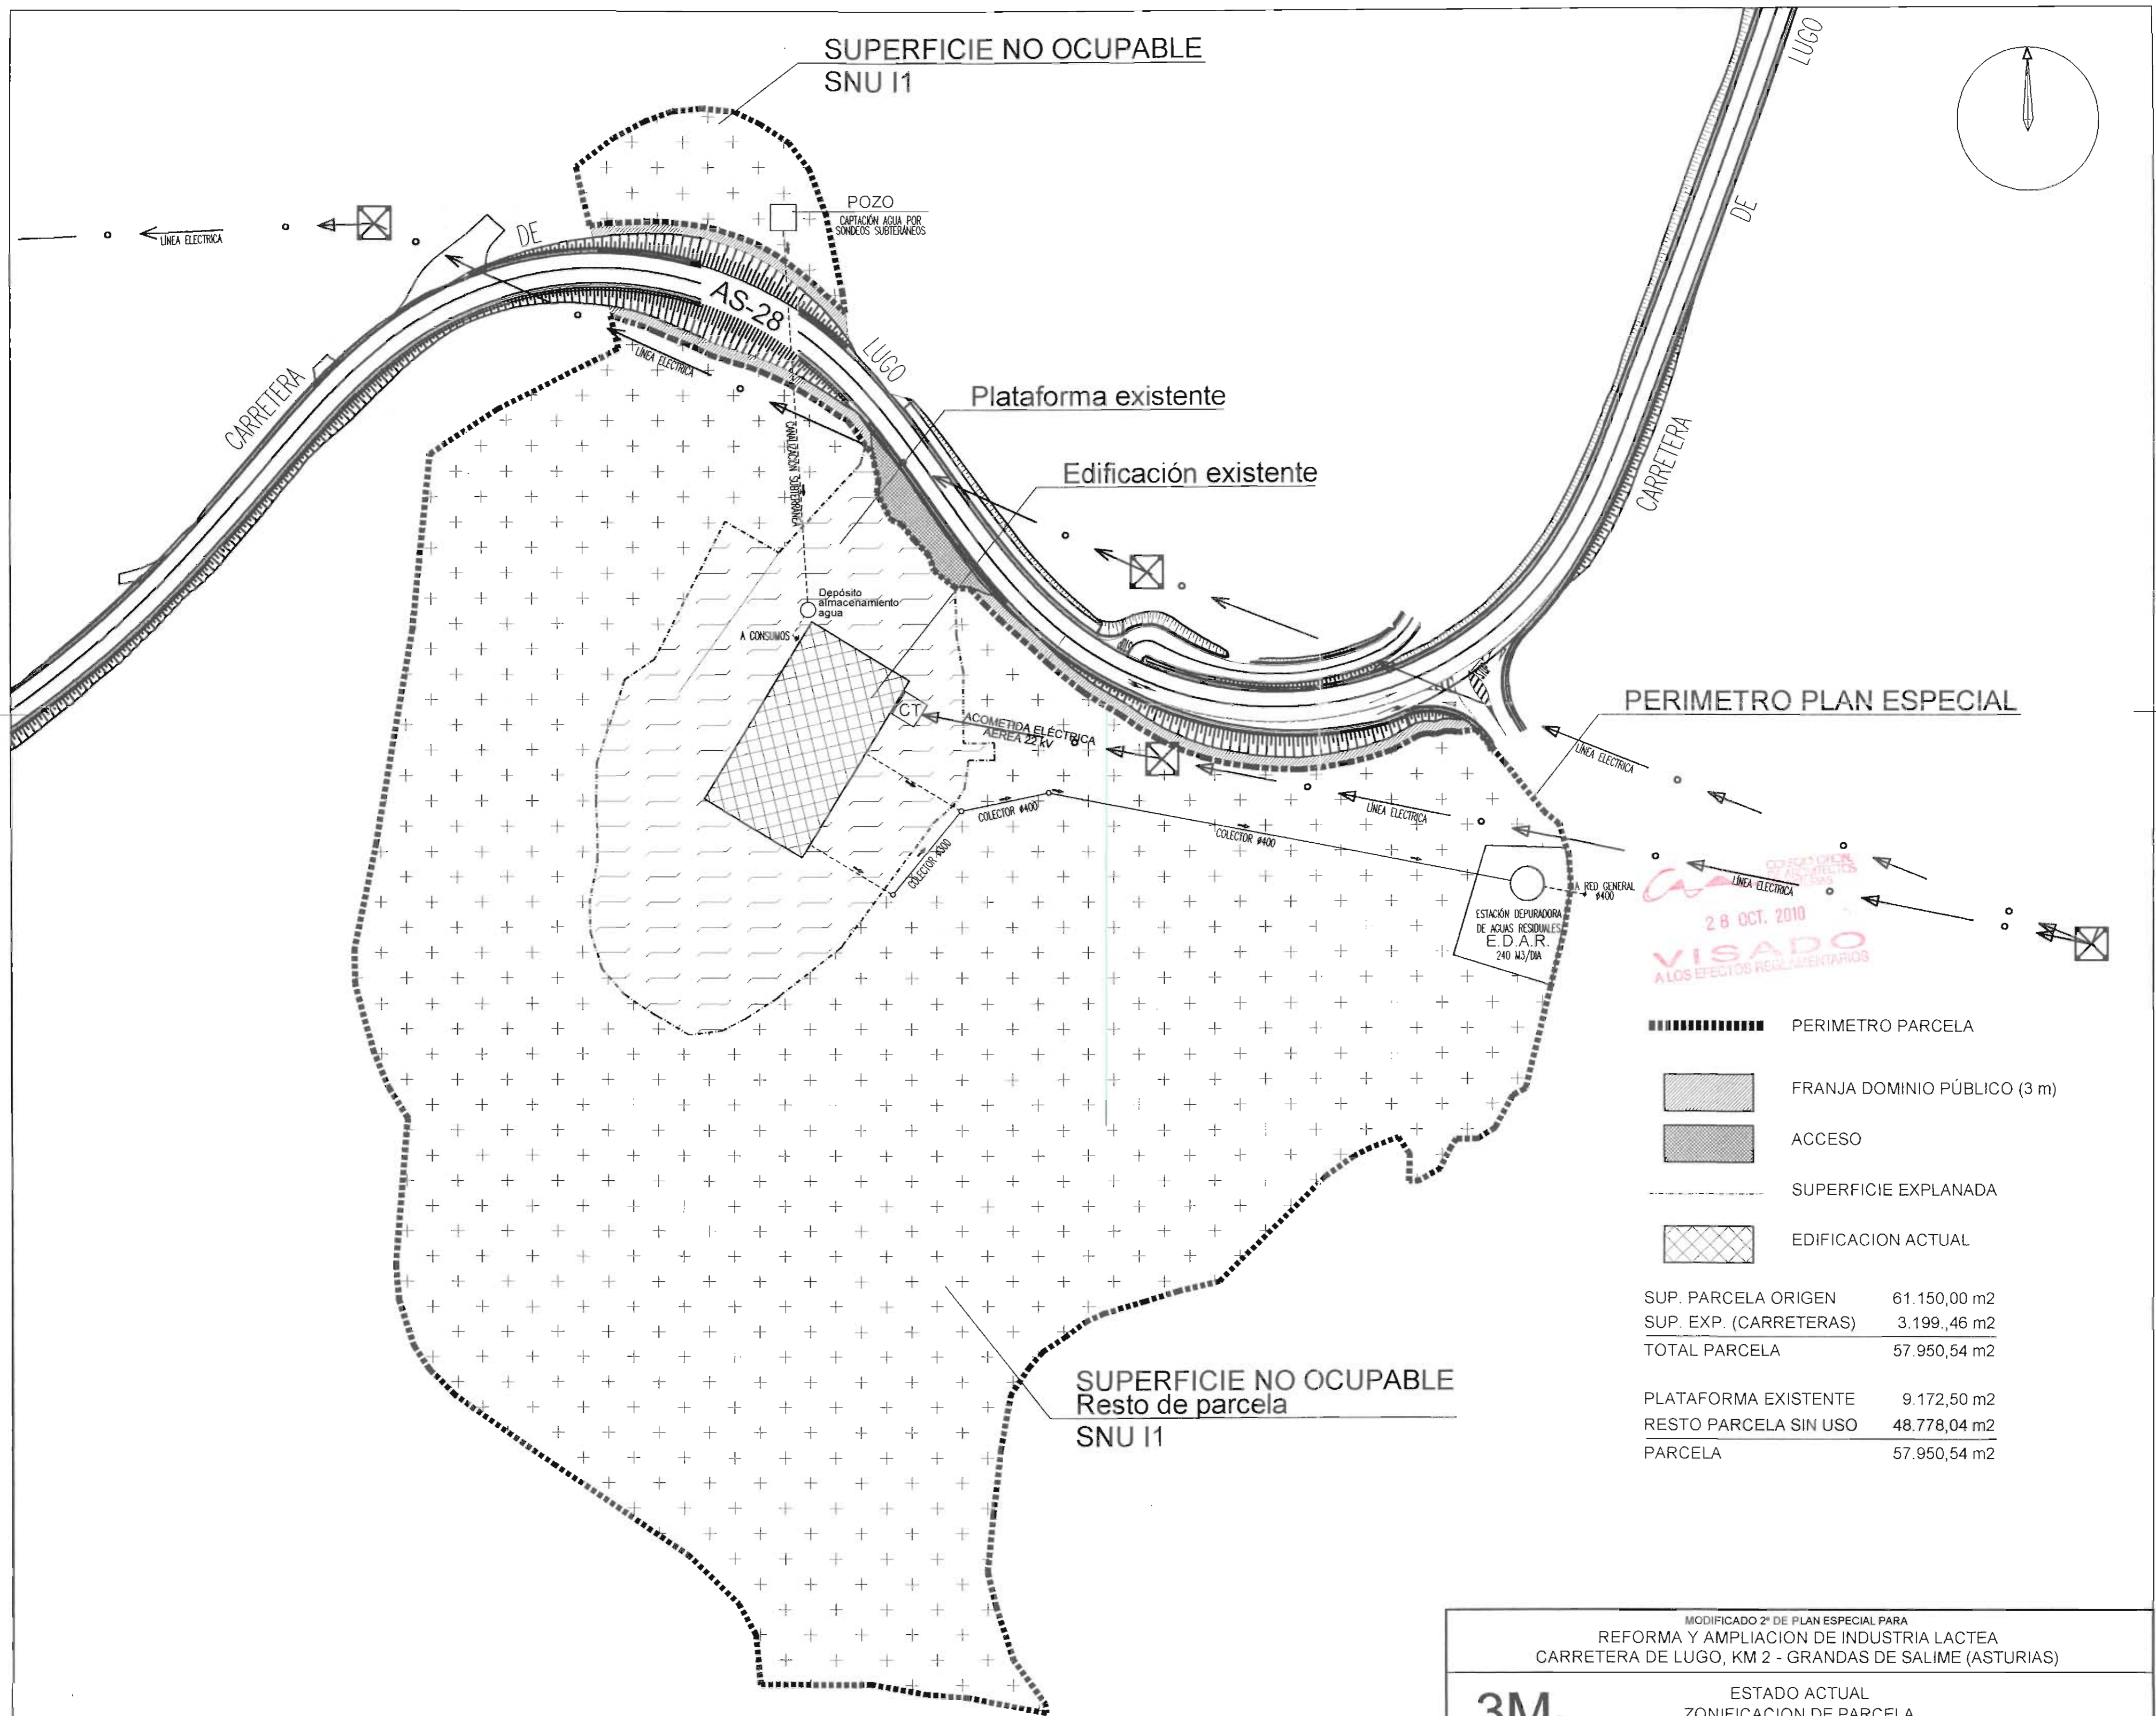 SUPERFICIE NO OCUPABLE
SNU I1
LUGO
DE
CARRETERA
POZO
CAPTACIÓN AGUA POR
SONDEOS SUBTERÁNEOS
LÍNEA ELECTRICA
DE
AS-28
LUGO
CARRETERA
LÍNEA ELECTRICA
Plataforma existente
Edificación existente
CANALIZACIÓN SUBTERRÁNEA
Depósito
almacenamiento
agua
A CONSUMOS
CT
ACOMETIDA ELÉCTRICA
AEREA 22 kV
PERIMETRO PLAN ESPECIAL
LÍNEA ELECTRICA
LÍNEA ELECTRICA
LÍNEA ELECTRICA
COLECTOR ø400
COLECTOR ø400
COLECTOR ø300
A RED GENERAL
ø400
ESTACIÓN DEPURADORA
DE AGUAS RESIDUALES
E.D.A.R.
240 M3/DIA
28 OCT. 2010
VISADO
A LOS EFECTOS REGLAMENTARIOS
PERIMETRO PARCELA
FRANJA DOMINIO PÚBLICO (3 m)
ACCESO
SUPERFICIE EXPLANADA
EDIFICACION ACTUAL
SUP. PARCELA ORIGEN 61.150,00 m2
SUP. EXP. (CARRETERAS) 3.199.,46 m2
TOTAL PARCELA 57.950,54 m2
PLATAFORMA EXISTENTE 9.172,50 m2
RESTO PARCELA SIN USO 48.778,04 m2
PARCELA 57.950,54 m2
SUPERFICIE NO OCUPABLE
Resto de parcela
SNU I1
MODIFICADO 2º DE PLAN ESPECIAL PARA
REFORMA Y AMPLIACION DE INDUSTRIA LACTEA
CARRETERA DE LUGO, KM 2 - GRANDAS DE SALIME (ASTURIAS)
3M.
ESTADO ACTUAL
ZONIFICACION DE PARCELA